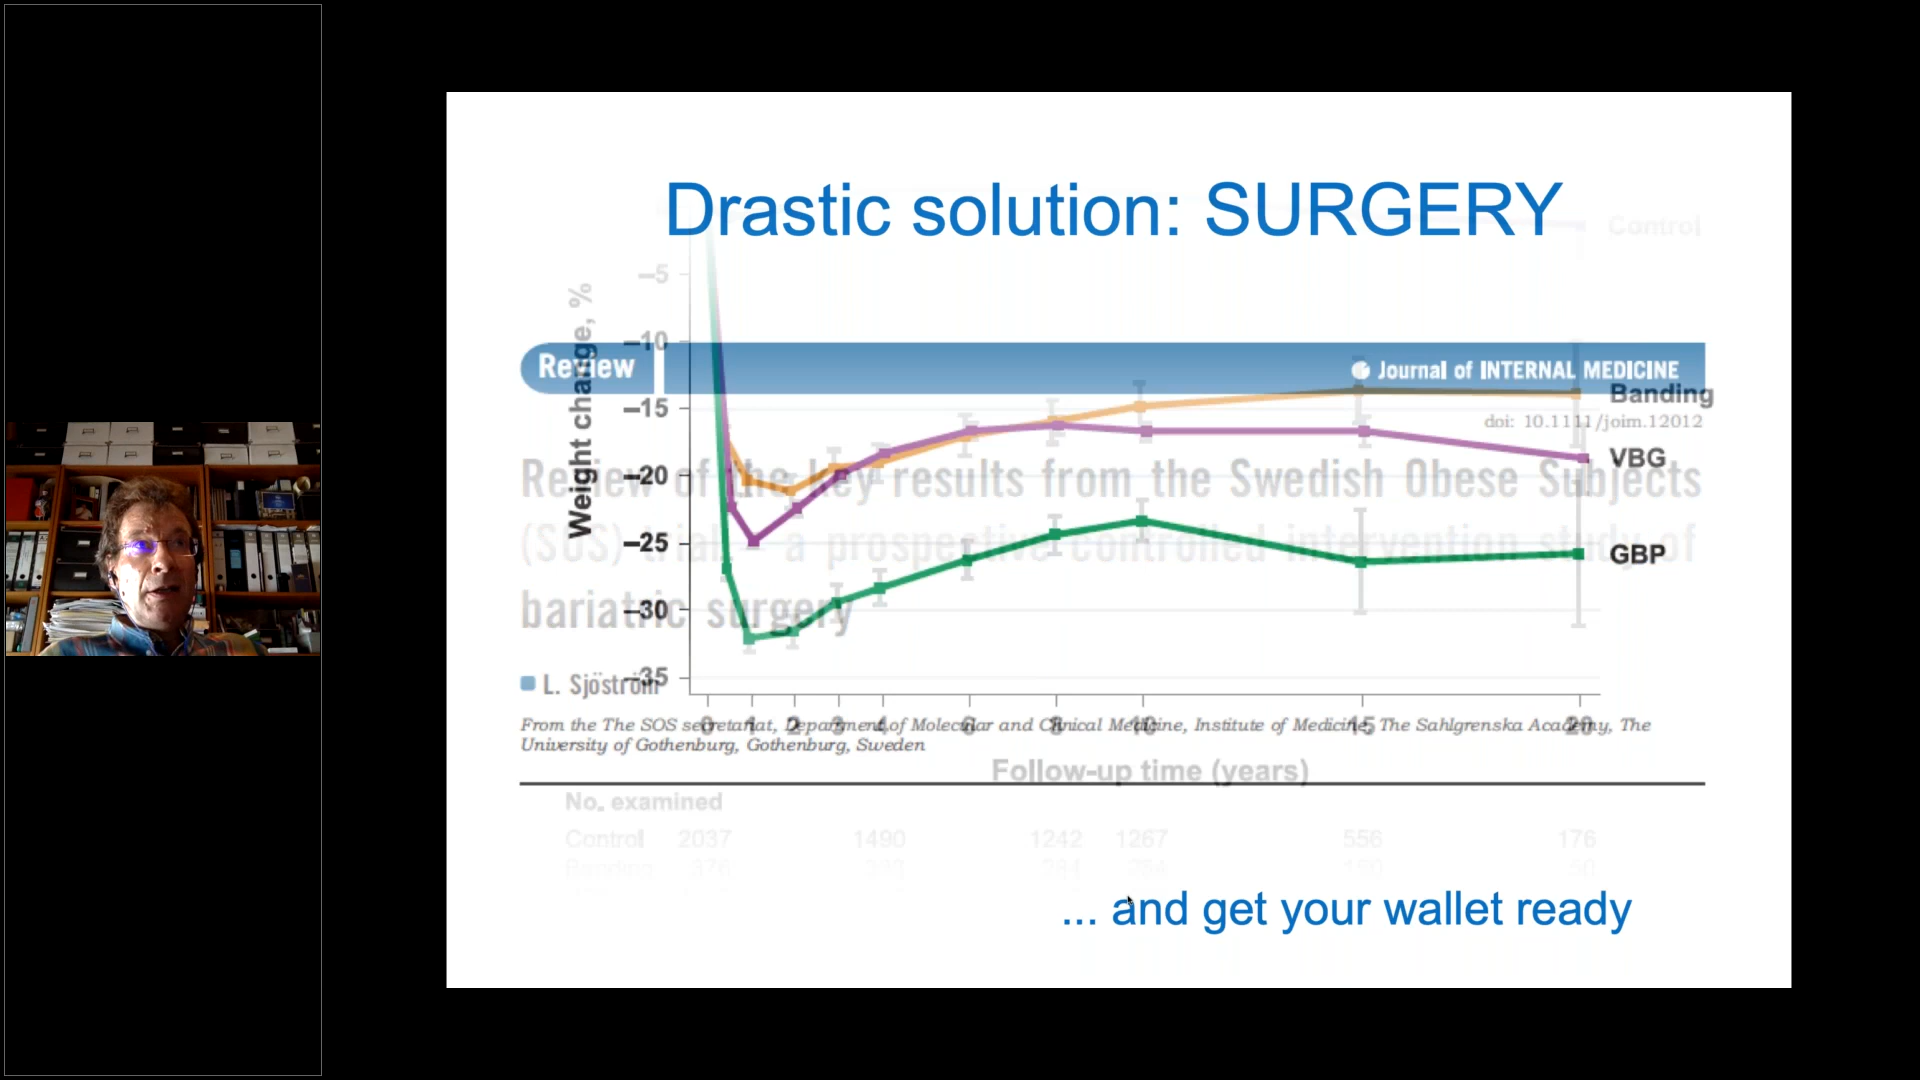 Drastic solution: SURGERY
Control
Weight change, %
−5
−10
−15
−20
−25
−30
−35
Review
Journal of INTERNAL MEDICINE
Banding
doi: 10.1111/joim.12012
VBG
GBP
Review of the key results from the Swedish Obese Subjects
(SOS) trial – a prospective controlled intervention study of
bariatric surgery
L. Sjöström
0 1 2 3 4 6 8 10 15 20
From the The SOS secretariat, Department of Molecular and Clinical Medicine, Institute of Medicine, The Sahlgrenska Academy, The
University of Gothenburg, Gothenburg, Sweden
Follow-up time (years)
No. examined
Control 2037 1490 1242 1267 556 176
Banding 376 150 50
... and get your wallet ready